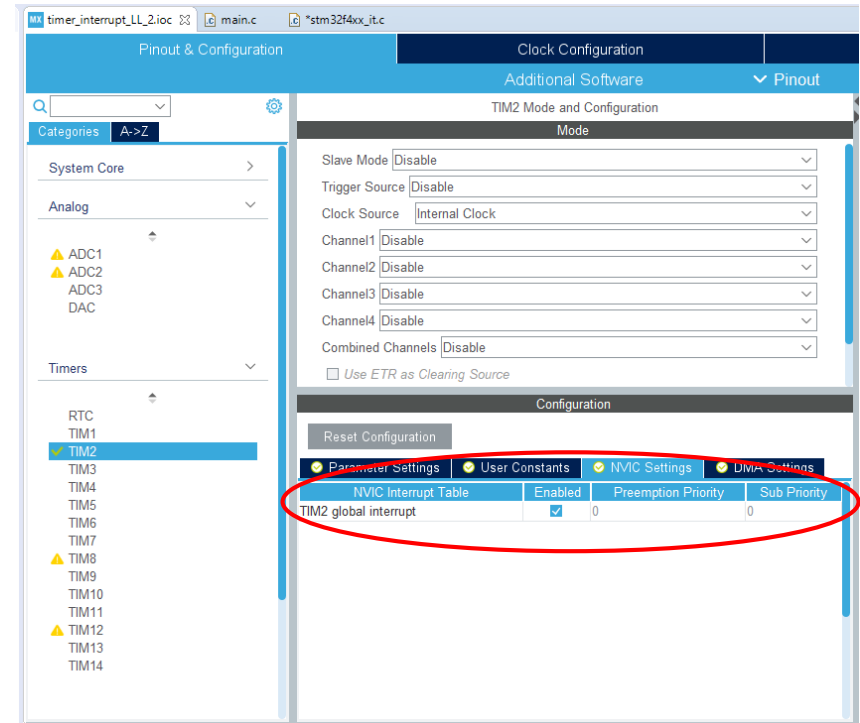 MX timer_interrupt_LL_2.ioc main.c *stm32f4xx_it.c
Pinout & Configuration Clock Configuration
Additional Software Pinout
Categories A->Z
System Core
Analog
ADC1
ADC2
ADC3
DAC
Timers
RTC
TIM1
TIM2
TIM3
TIM4
TIM5
TIM6
TIM7
TIM8
TIM9
TIM10
TIM11
TIM12
TIM13
TIM14
TIM2 Mode and Configuration
Mode
Slave Mode Disable
Trigger Source Disable
Clock Source Internal Clock
Channel1 Disable
Channel2 Disable
Channel3 Disable
Channel4 Disable
Combined Channels Disable
Use ETR as Clearing Source
Configuration
Reset Configuration
Parameter Settings User Constants NVIC Settings DMA Settings
NVIC Interrupt Table Enabled Preemption Priority Sub Priority
TIM2 global interrupt 0 0